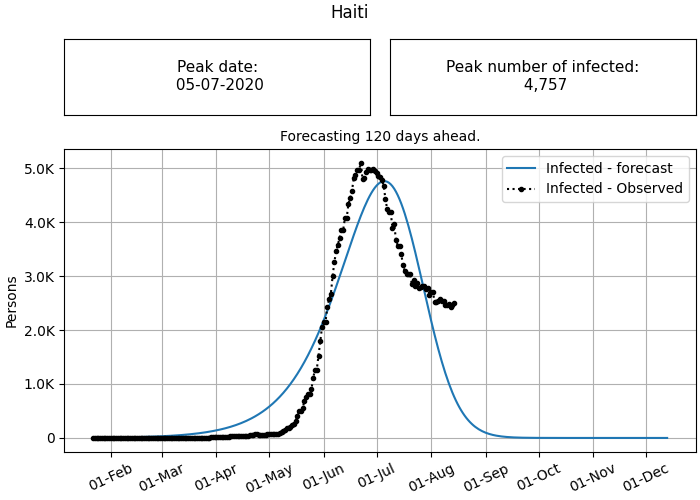 Haiti
Peak date:
05-07-2020
Peak number of infected:
4,757
Forecasting 120 days ahead.
Infected - forecast
Infected - Observed
Persons
5.0K
4.0K
3.0K
2.0K
1.0K
0
01-Feb
01-Mar
01-Apr
01-May
01-Jun
01-Jul
01-Aug
01-Sep
01-Oct
01-Nov
01-Dec